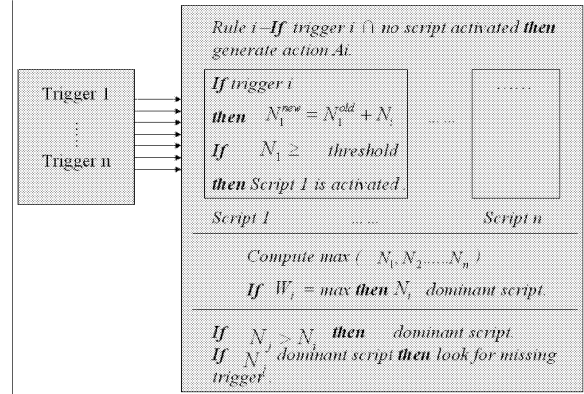 Trigger 1
⋮
Trigger n
Rule i–If trigger i ∩ no script activated then
generate action Ai.
If trigger i
then N₁ⁿᵉʷ = N₁ᵒˡᵈ + Nᵢ
If N₁ ≥ threshold
then Script 1 is activated.
......
... ...
Script 1 ... ... Script n
Compute max ( N₁, N₂......Nₙ )
If Wᵢ = max then Nᵢ dominant script.
If Nⱼ > Nᵢ then dominant script.
If Nⱼ dominant script then look for missing
trigger.